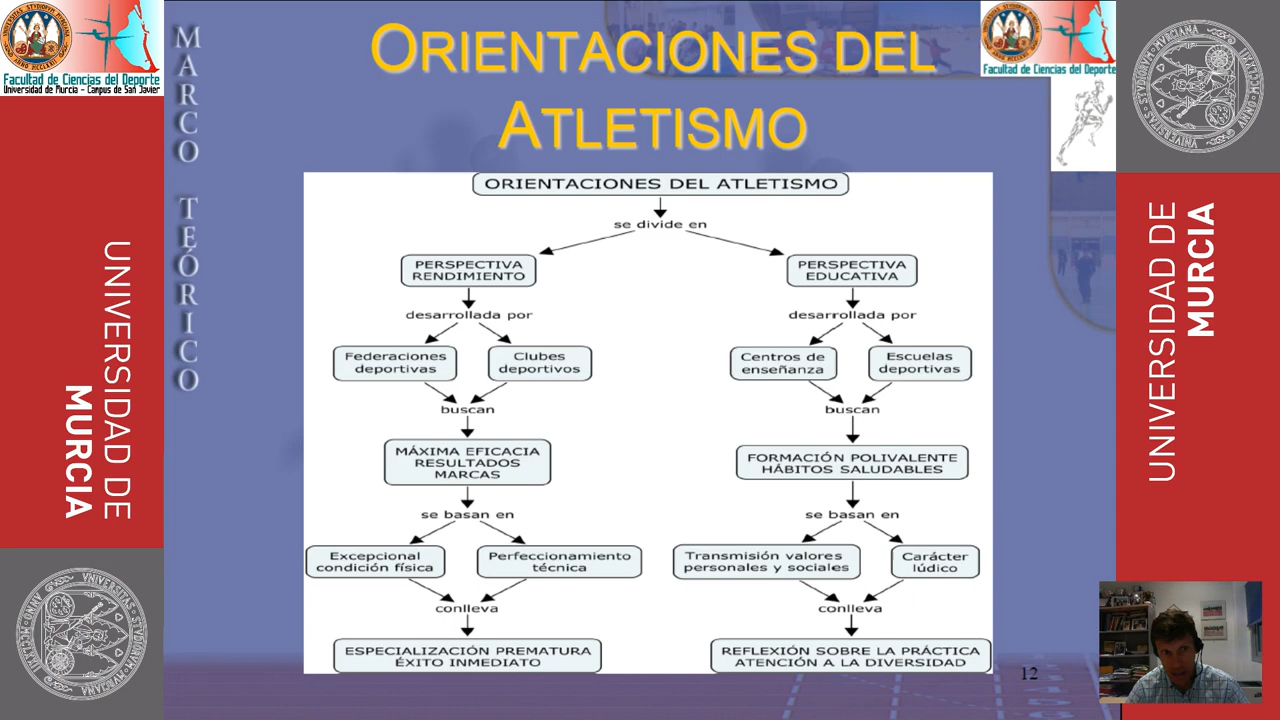 Facultad de Ciencias del Deporte
Universidad de Murcia - Campus de San Javier
UNIVERSIDAD DE
MURCIA
MARCO TEÓRICO
ORIENTACIONES DEL
ATLETISMO
Facultad de Ciencias del Deporte
UNIVERSIDAD DE
MURCIA
ORIENTACIONES DEL ATLETISMO
se divide en
PERSPECTIVA
RENDIMIENTO
PERSPECTIVA
EDUCATIVA
desarrollada por
desarrollada por
Federaciones
deportivas
Clubes
deportivos
Centros de
enseñanza
Escuelas
deportivas
buscan
buscan
MÁXIMA EFICACIA
RESULTADOS
MARCAS
FORMACIÓN POLIVALENTE
HÁBITOS SALUDABLES
se basan en
se basan en
Excepcional
condición física
Perfeccionamiento
técnica
Transmisión valores
personales y sociales
Carácter
lúdico
conlleva
conlleva
ESPECIALIZACIÓN PREMATURA
ÉXITO INMEDIATO
REFLEXIÓN SOBRE LA PRÁCTICA
ATENCIÓN A LA DIVERSIDAD
12